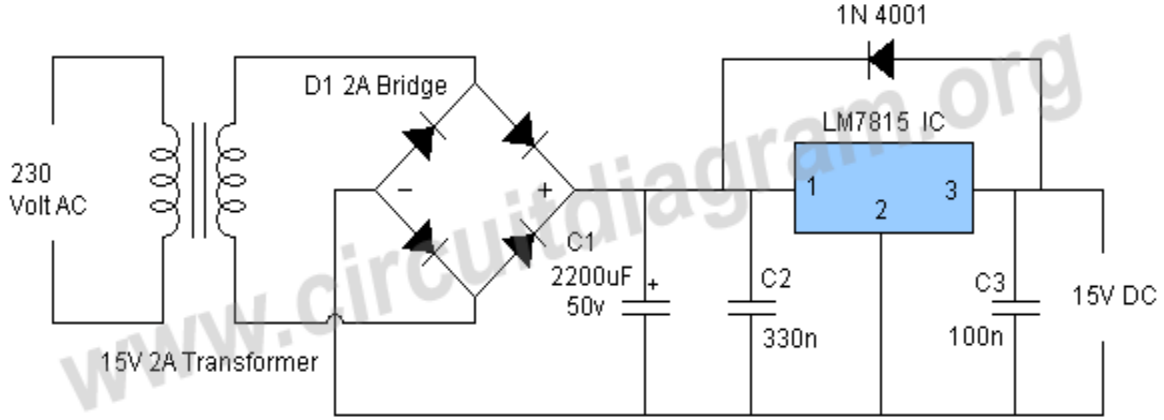 1N 4001
D1 2A Bridge
LM7815 IC
230
Volt AC
1
2
3
C1
2200uF
50v
+
-
+
C2
330n
C3
100n
15V DC
15V 2A Transformer
www.circuitdiagram.org